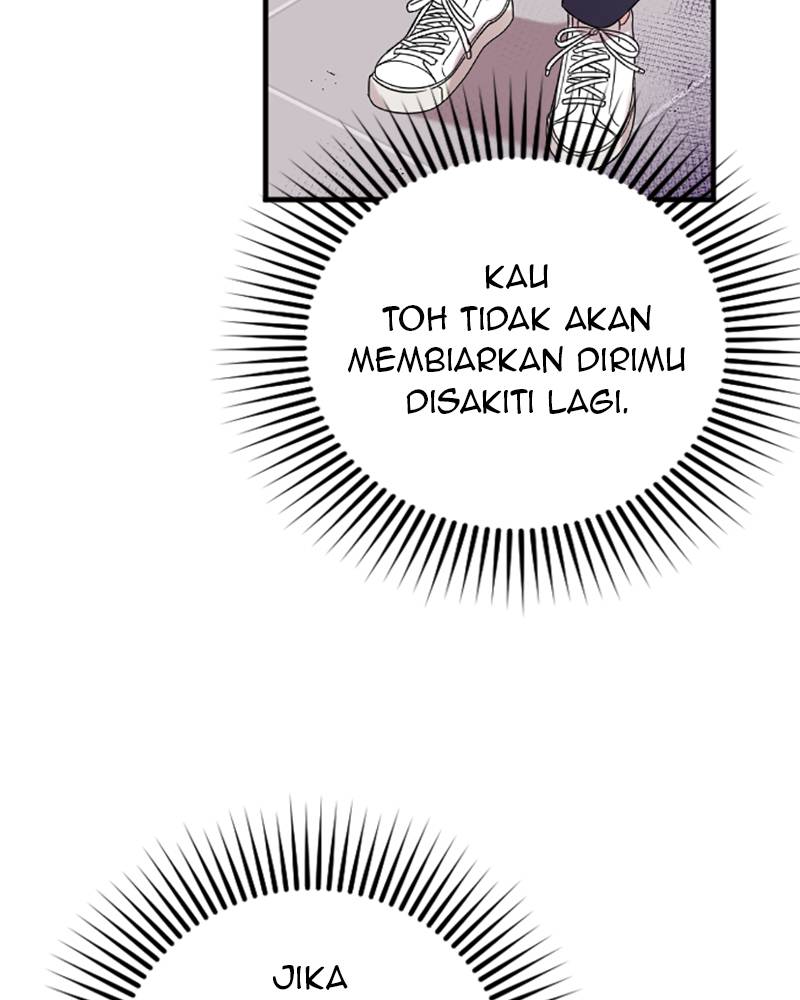 KAU
TOH TIDAK AKAN
MEMBIARKAN DIRIMU
DISAKITI LAGI.
JIKA